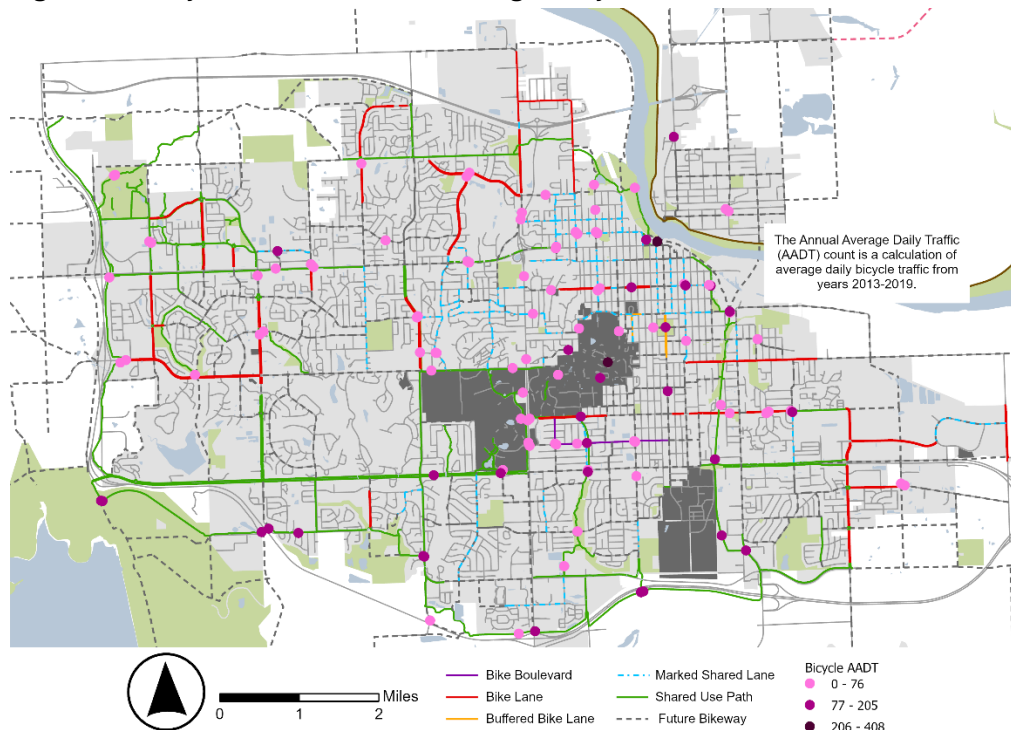 The Annual Average Daily Traffic
(AADT) count is a calculation of
average daily bicycle traffic from
years 2013-2019.
Miles
0 1 2
Bike Boulevard
Bike Lane
Buffered Bike Lane
Marked Shared Lane
Shared Use Path
Future Bikeway
Bicycle AADT
0 - 76
77 - 205
206 - 408